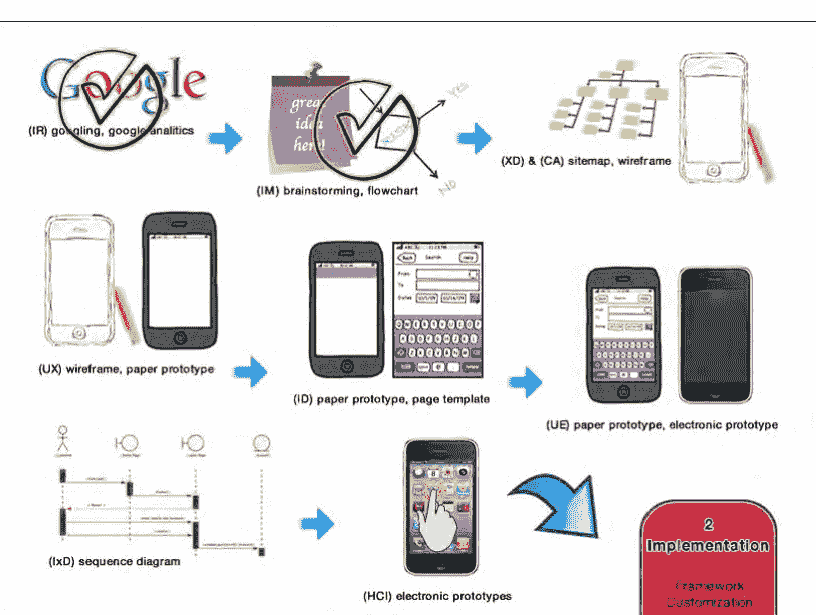 Google
(IR) googling, google analitics
great
idea
here!
YES
NO
(IM) brainstorming, flowchart
(XD) & (CA) sitemap, wireframe
(UX) wireframe, paper prototype
Back Search Help
From
To
Dates
(ID) paper prototype, page template
(UE) paper prototype, electronic prototype
(IxD) sequence diagram
(HCI) electronic prototypes
2
Implementation
Framework
Customization